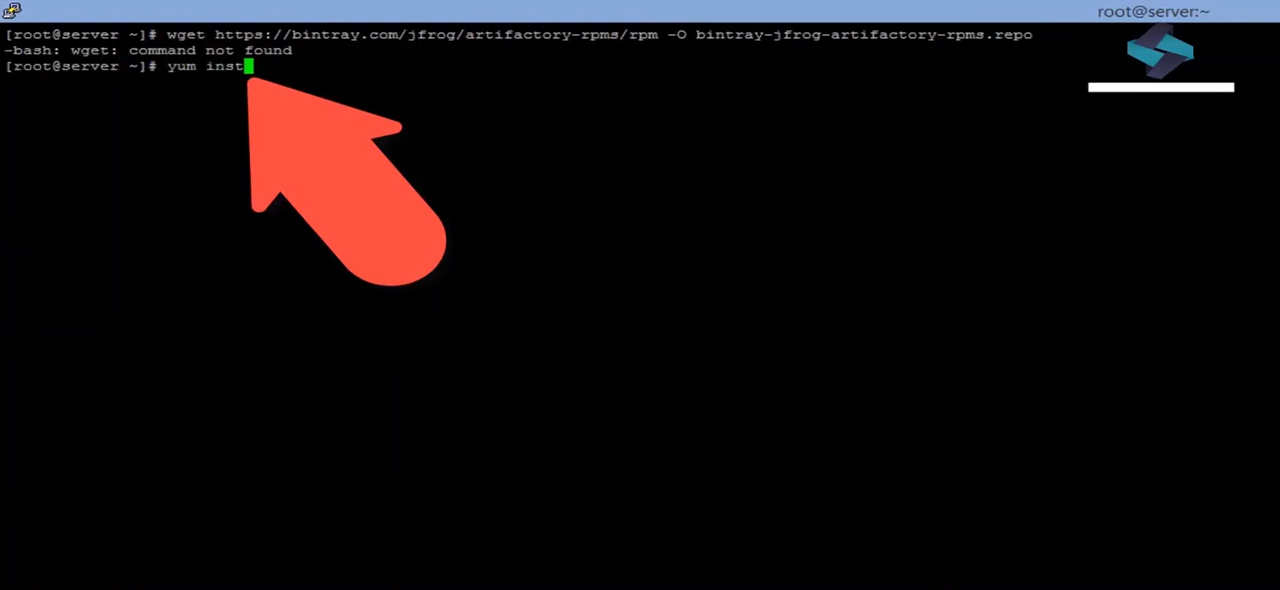 root@server:~
[root@server ~]# wget https://bintray.com/jfrog/artifactory-rpms/rpm -O bintray-jfrog-artifactory-rpms.repo
-bash: wget: command not found
[root@server ~]# yum inst